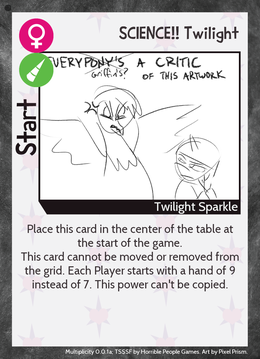 SCIENCE!! Twilight
EVERYPONY'S A CRITIC
Griffin's?
OF THIS ARTWORK
Start
Twilight Sparkle
Place this card in the center of the table at
the start of the game.
This card cannot be moved or removed from
the grid. Each Player starts with a hand of 9
instead of 7. This power can't be copied.
Multiplicity 0.0.1a; TSSSF by Horrible People Games. Art by Pixel Prism.